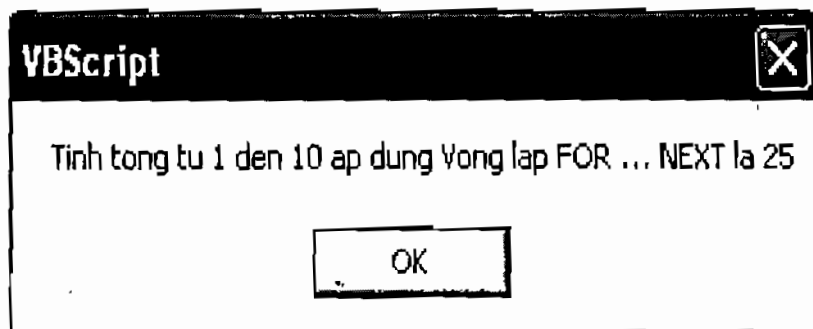 VBScript
Tinh tong tu 1 den 10 ap dung Vong lap FOR ... NEXT la 25
OK